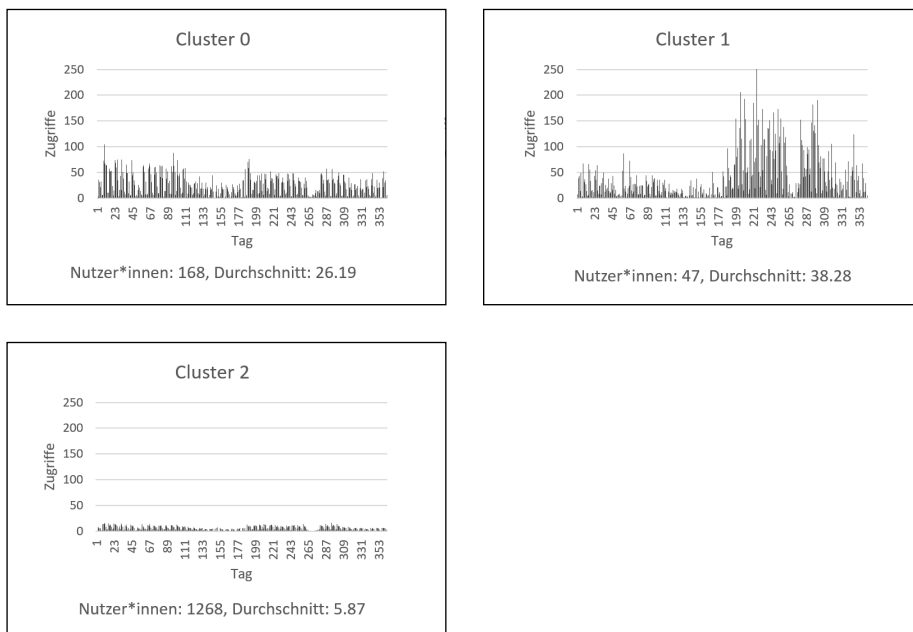 Cluster 0
250
200
150
100
50
0
Zugriffe
1 23 45 67 89 111 133 155 177 199 221 243 265 287 309 331 353
Tag
Nutzer*innen: 168, Durchschnitt: 26.19
Cluster 1
250
200
150
100
50
0
Zugriffe
1 23 45 67 89 111 133 155 177 199 221 243 265 287 309 331 353
Tag
Nutzer*innen: 47, Durchschnitt: 38.28
Cluster 2
250
200
150
100
50
0
Zugriffe
1 23 45 67 89 111 133 155 177 199 221 243 265 287 309 331 353
Tag
Nutzer*innen: 1268, Durchschnitt: 5.87